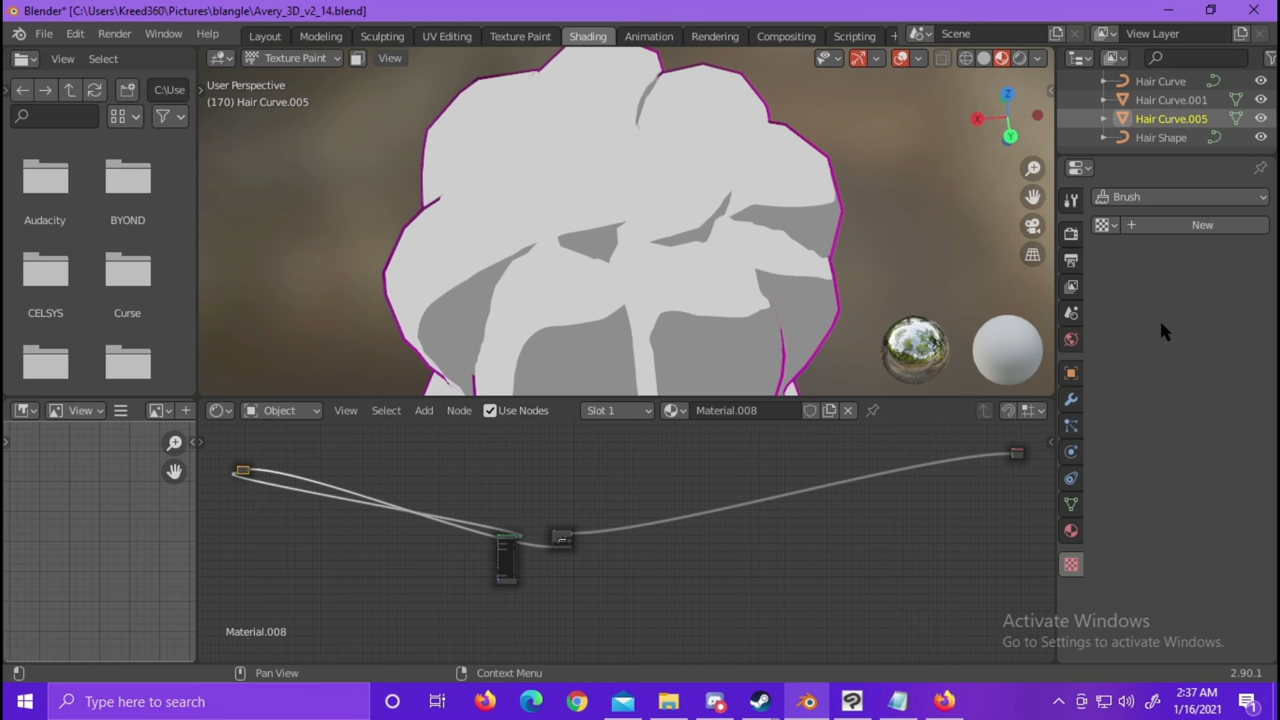 Blender* [C:\Users\Kreed360\Pictures\blangle\Avery_3D_v2_14.blend]
File Edit Render Window Help Layout Modeling Sculpting UV Editing Texture Paint Shading Animation Rendering Compositing Scripting + Scene View Layer
View Select
Texture Paint View
C:\Use
User Perspective
(170) Hair Curve.005
Z
X
Y
Hair Curve
Hair Curve.001
Hair Curve.005
Hair Shape
Brush
New
Audacity BYOND
CELSYS Curse
View
Object View Select Add Node Use Nodes Slot 1 Material.008
Material.008
Activate Windows
Go to Settings to activate Windows.
Pan View Context Menu 2.90.1
Type here to search
2:37 AM
1/16/2021
1